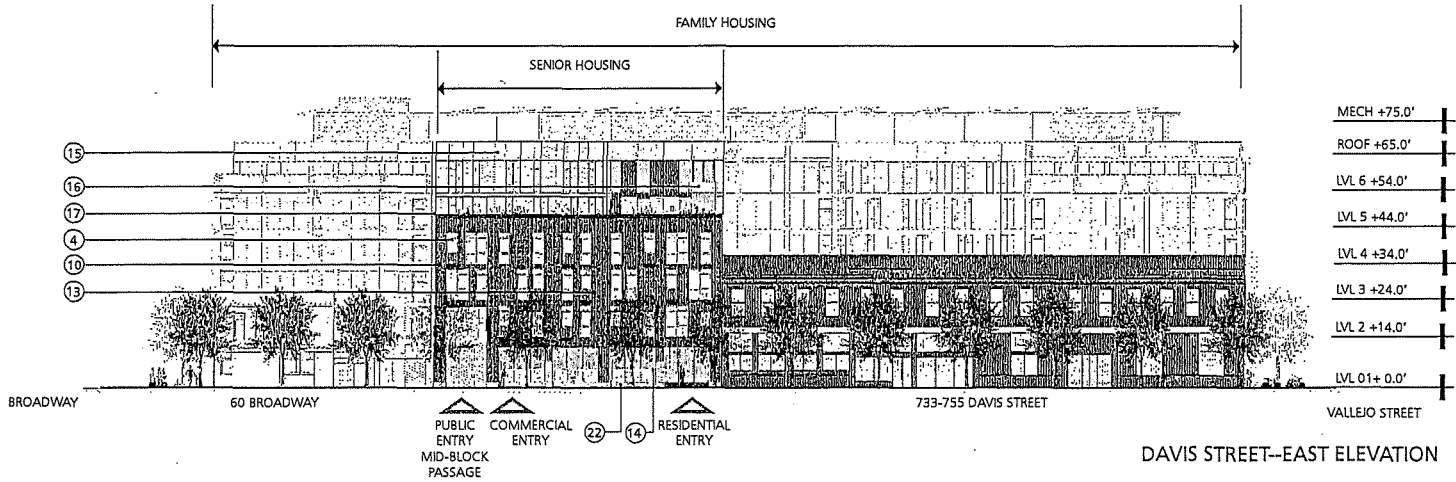 FAMILY HOUSING
SENIOR HOUSING
MECH +75.0'
ROOF +65.0'
LVL 6 +54.0'
LVL 5 +44.0'
LVL 4 +34.0'
LVL 3 +24.0'
LVL 2 +14.0'
LVL 01+ 0.0'
15
16
17
4
10
13
BROADWAY
60 BROADWAY
733-755 DAVIS STREET
VALLEJO STREET
PUBLIC
ENTRY
MID-BLOCK
PASSAGE
COMMERCIAL
ENTRY
22
14
RESIDENTIAL
ENTRY
DAVIS STREET--EAST ELEVATION